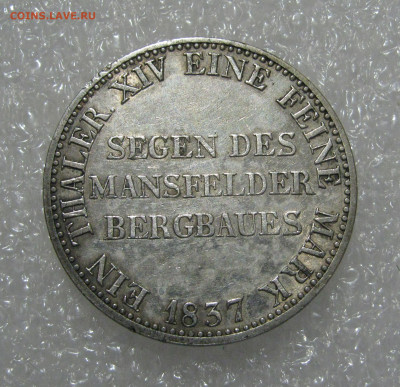 COINS.LAVE.RU
EIN THALER XIV EINE FEINE MARK
SEGEN DES
MANSFELDER
BERGBAUES
1837